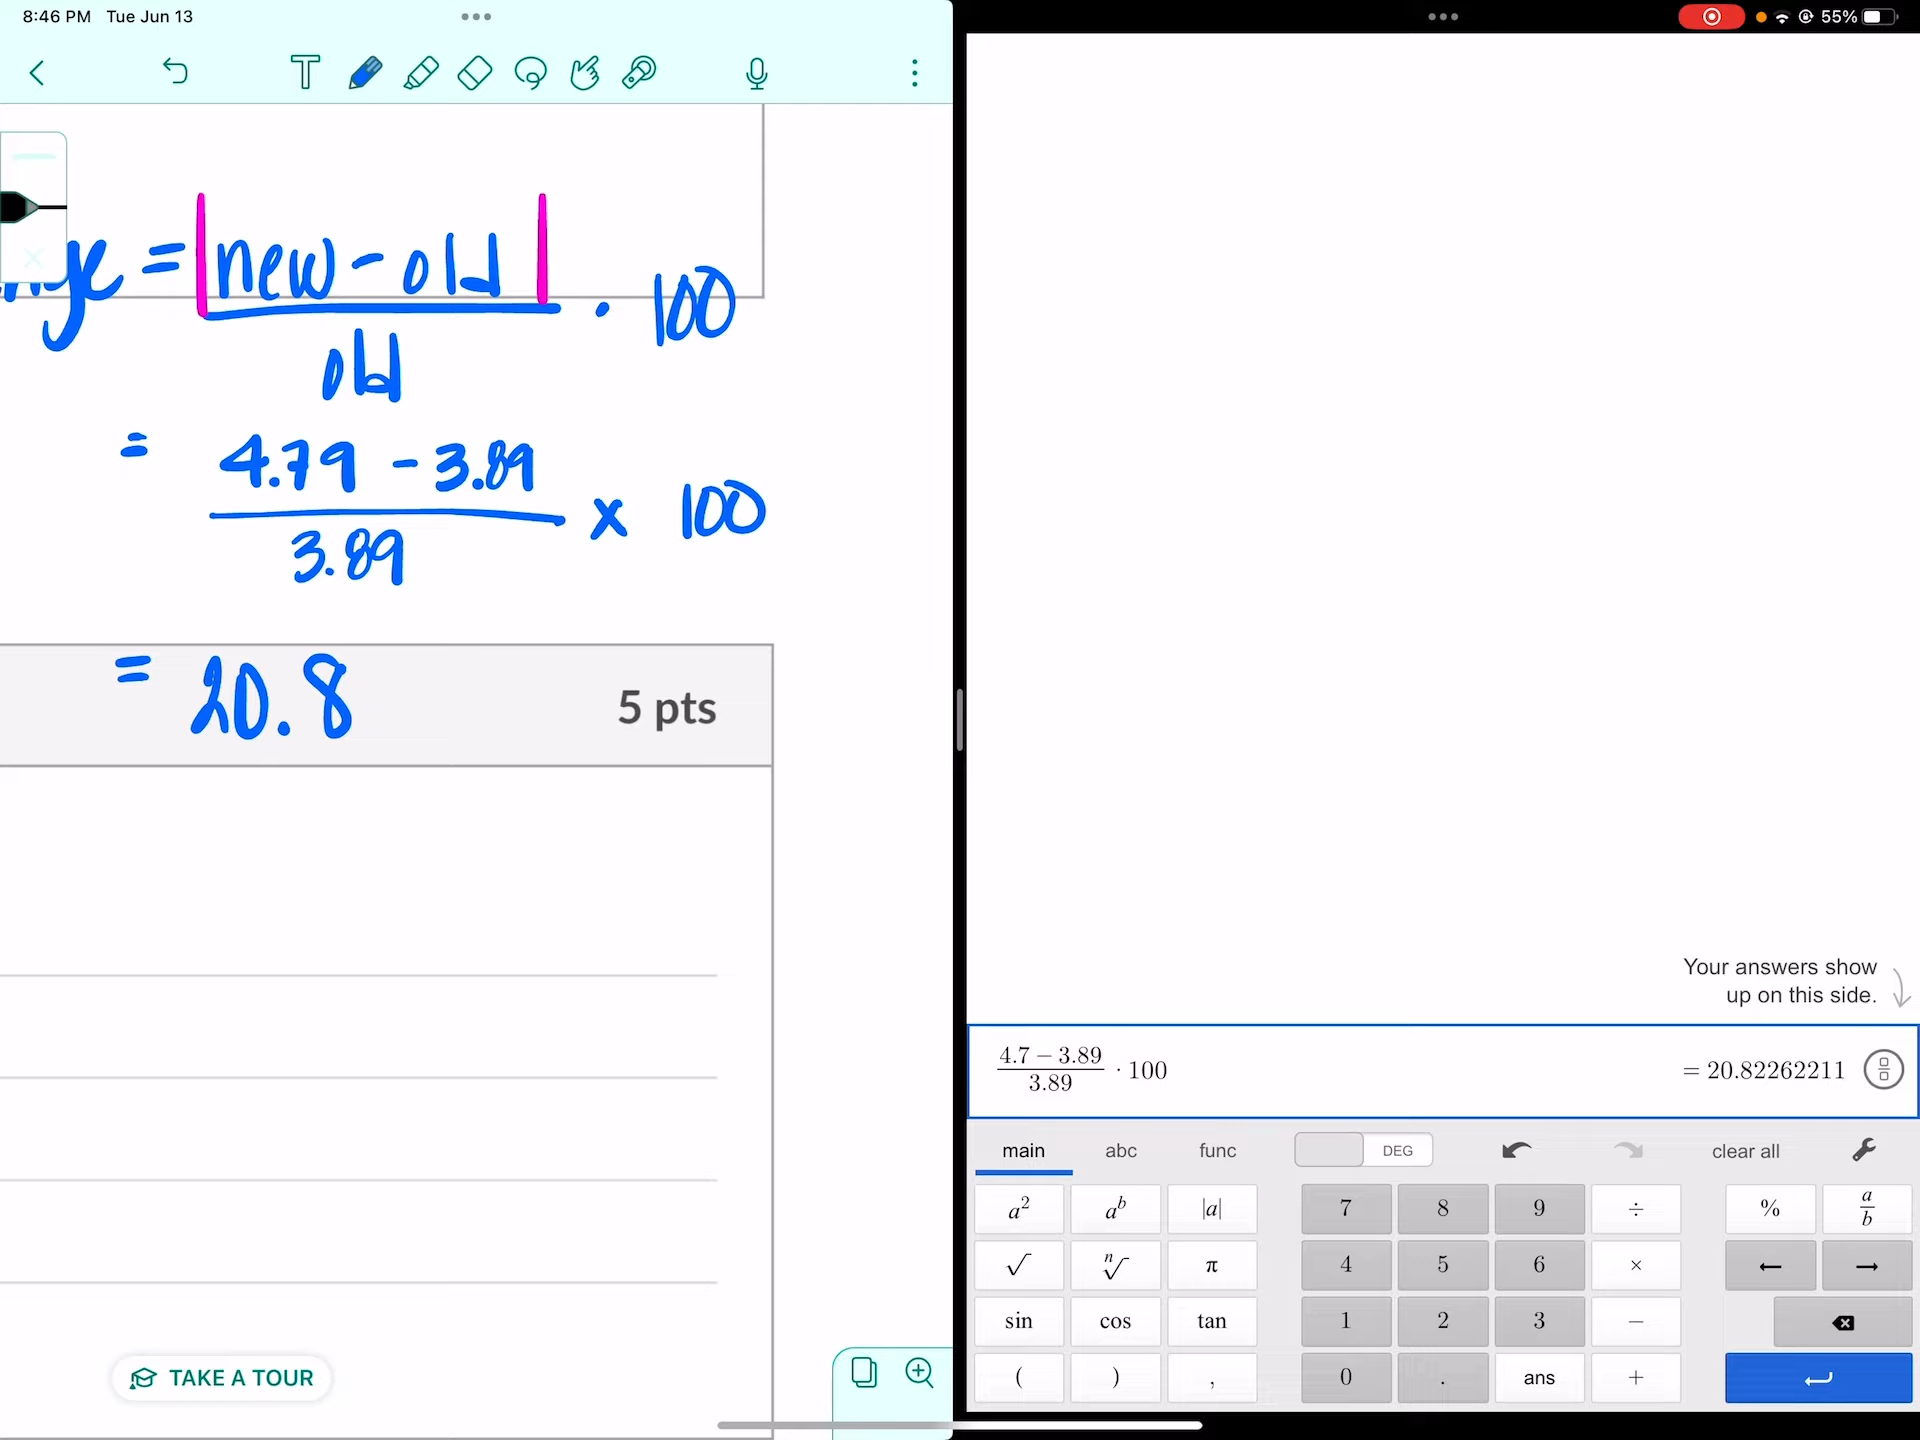 8:46 PM Tue Jun 13
55%
= |new - old| · 100
old
= 4.79 - 3.89 x 100
3.89
= 20.8
5 pts
TAKE A TOUR
Your answers show
up on this side.
4.7 − 3.89
3.89
· 100
= 20.82262211
main abc func DEG clear all
a² aᵇ |a| 7 8 9 ÷ % a/b
√ ⁿ√ π 4 5 6 × ← →
sin cos tan 1 2 3 −
( ) , 0 . ans +